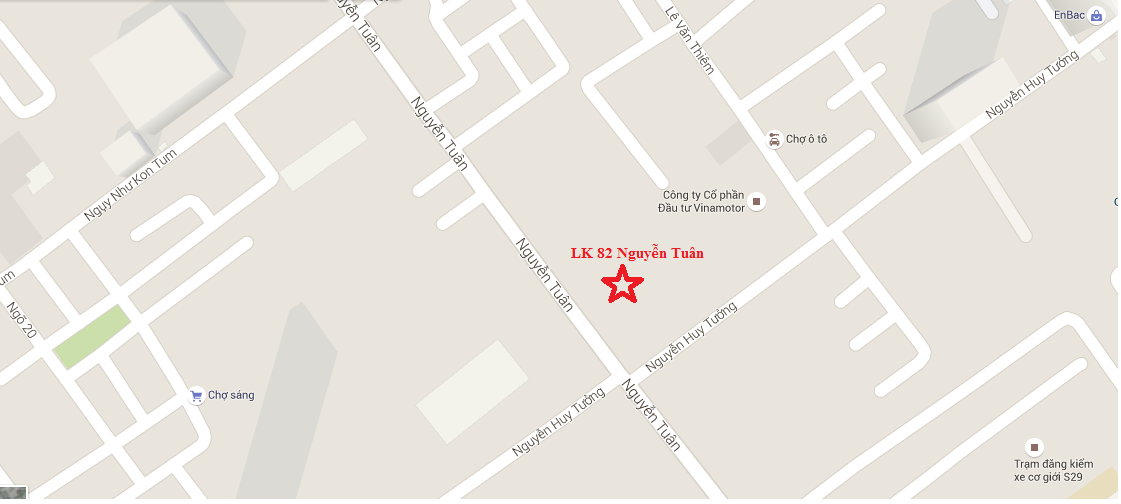 Nguyễn Tuân
Lê Văn Thiêm
EnBac
Nguyễn Huy Tưởng
Nguyễn Tuân
Chợ ô tô
Ngụy Như Kon Tum
Công ty Cổ phần
Đầu tư Vinamotor
LK 82 Nguyễn Tuân
Nguyễn Tuân
um
Ngõ 20
Nguyễn Huy Tưởng
Chợ sáng
Nguyễn Huy Tưởng
Nguyễn Tuân
Trạm đăng kiểm
xe cơ giới S29